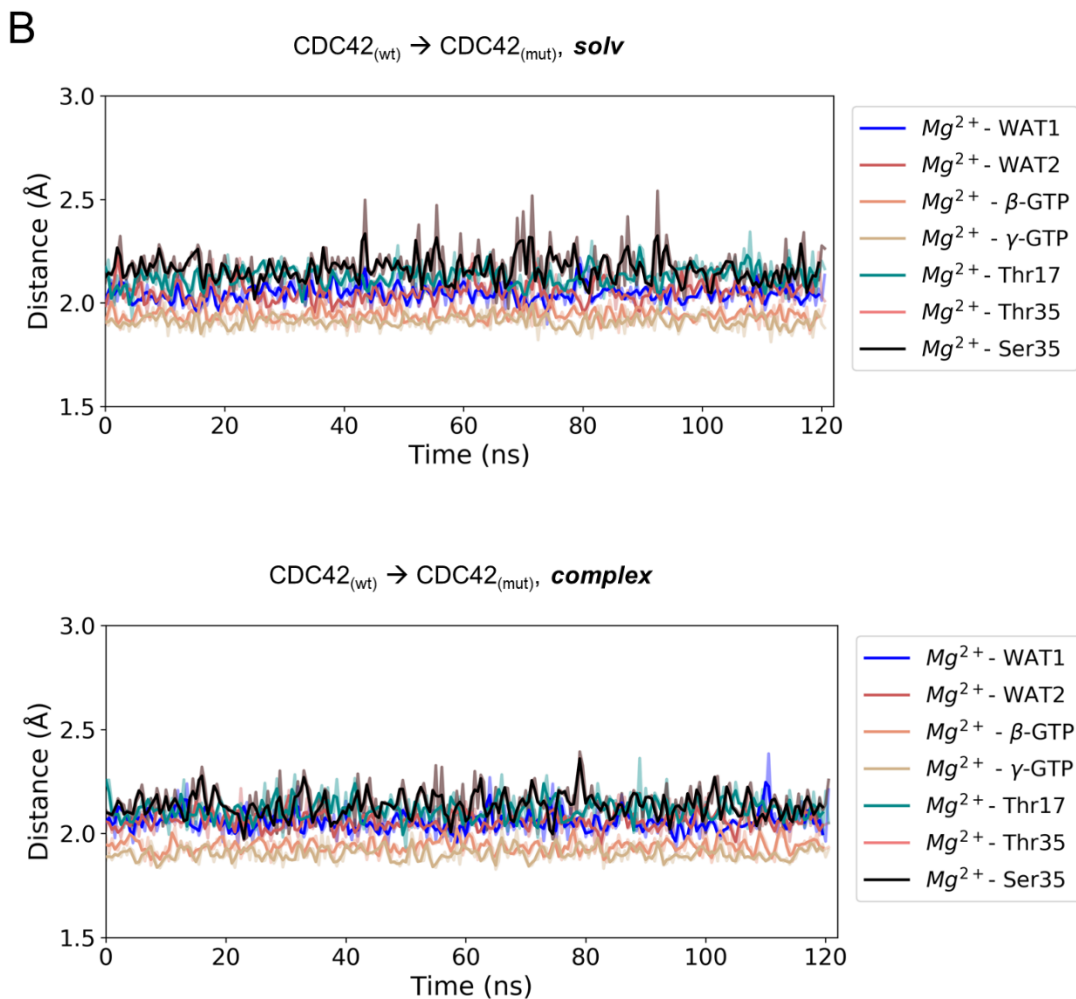 B
CDC42(wt) → CDC42(mut), solv
3.0
2.5
2.0
1.5
Distance (Å)
0 20 40 60 80 100 120
Time (ns)
Mg2+- WAT1
Mg2+- WAT2
Mg2+ - β-GTP
Mg2+ - γ-GTP
Mg2+- Thr17
Mg2+- Thr35
Mg2+- Ser35
CDC42(wt) → CDC42(mut), complex
3.0
2.5
2.0
1.5
Distance (Å)
0 20 40 60 80 100 120
Time (ns)
Mg2+- WAT1
Mg2+- WAT2
Mg2+ - β-GTP
Mg2+ - γ-GTP
Mg2+- Thr17
Mg2+- Thr35
Mg2+- Ser35